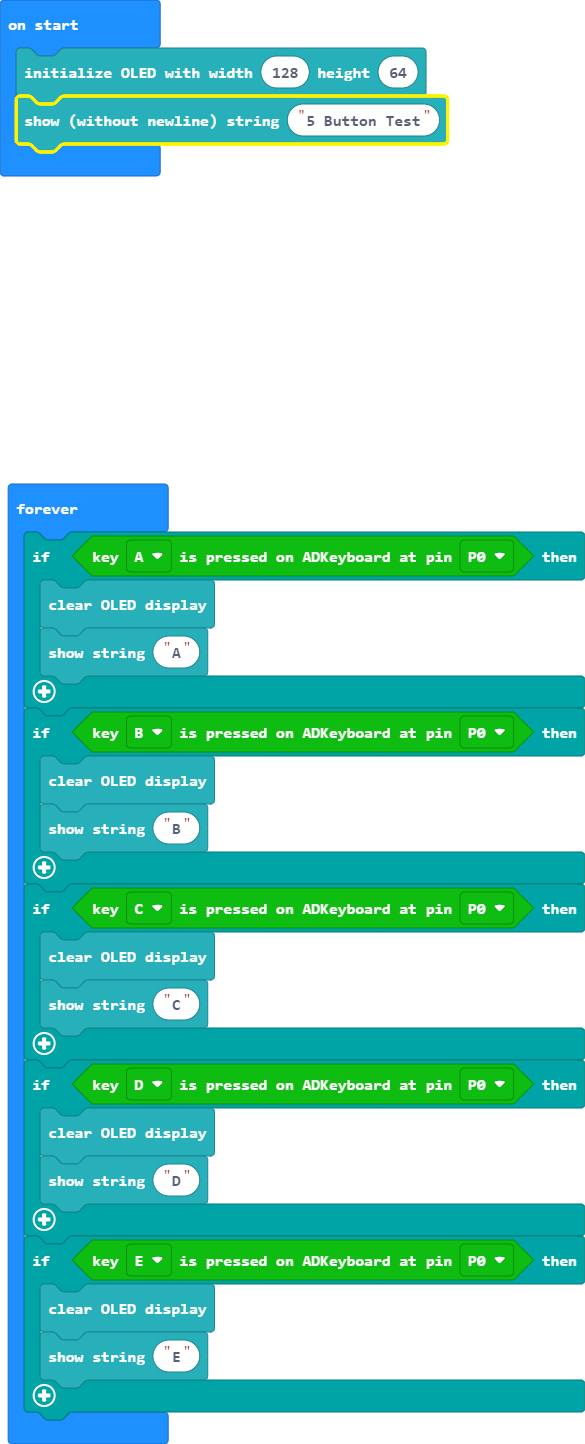 on start
initialize OLED with width 128 height 64
show (without newline) string "5 Button Test"
forever
if key A is pressed on ADKeyboard at pin P0 then
clear OLED display
show string "A"
if key B is pressed on ADKeyboard at pin P0 then
clear OLED display
show string "B"
if key C is pressed on ADKeyboard at pin P0 then
clear OLED display
show string "C"
if key D is pressed on ADKeyboard at pin P0 then
clear OLED display
show string "D"
if key E is pressed on ADKeyboard at pin P0 then
clear OLED display
show string "E"